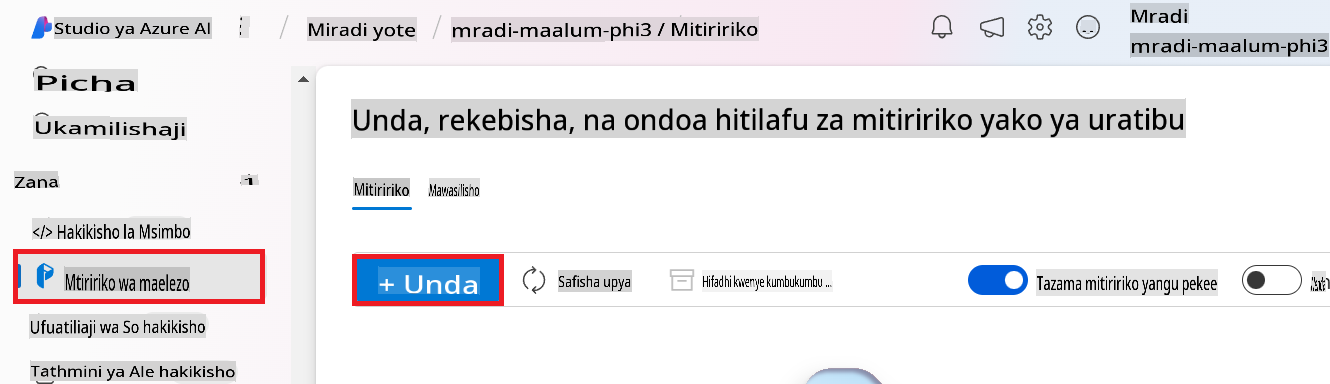 Studio ya Azure AI / Miradi yote / mradi-maalum-phi3 / Mitiririko
Mradi
mradi-maalum-phi3
Picha
Ukamilishaji
Zana
</> Hakikisho la Msimbo
Mtiririko wa maelezo
Ufuatiliaji wa So hakikisho
Tathmini ya Ale hakikisho
Unda, rekebisha, na ondoa hitilafu za mitiririko yako ya uratibu
Mitiririko Mawasilisho
+ Unda Safisha upya Hifadhi kwenye kumbukumbu ... Tazama mitiririko yangu pekee